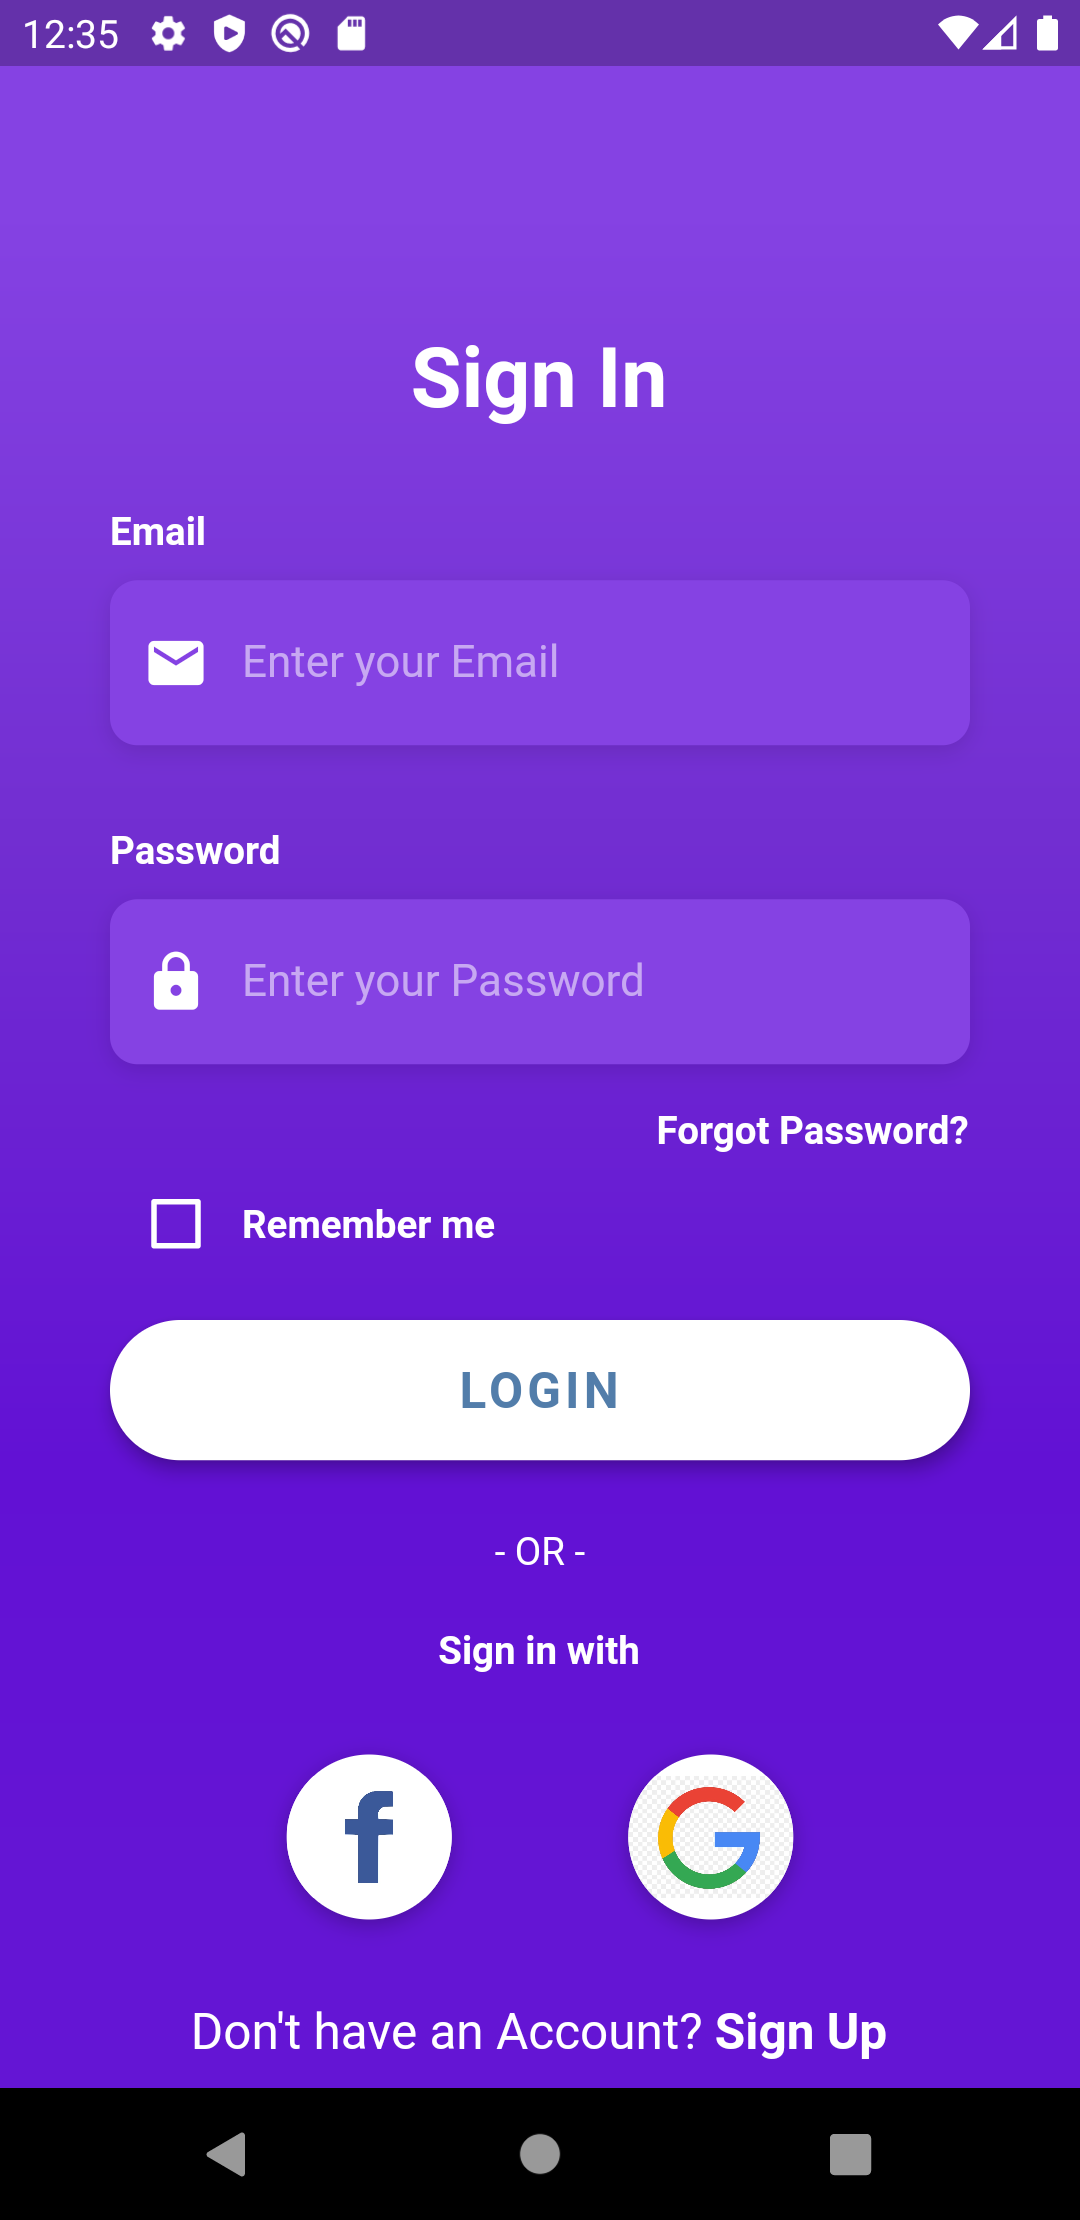 12:35
Sign In
Email
Enter your Email
Password
Enter your Password
Forgot Password?
Remember me
LOGIN
- OR -
Sign in with
Don't have an Account? Sign Up